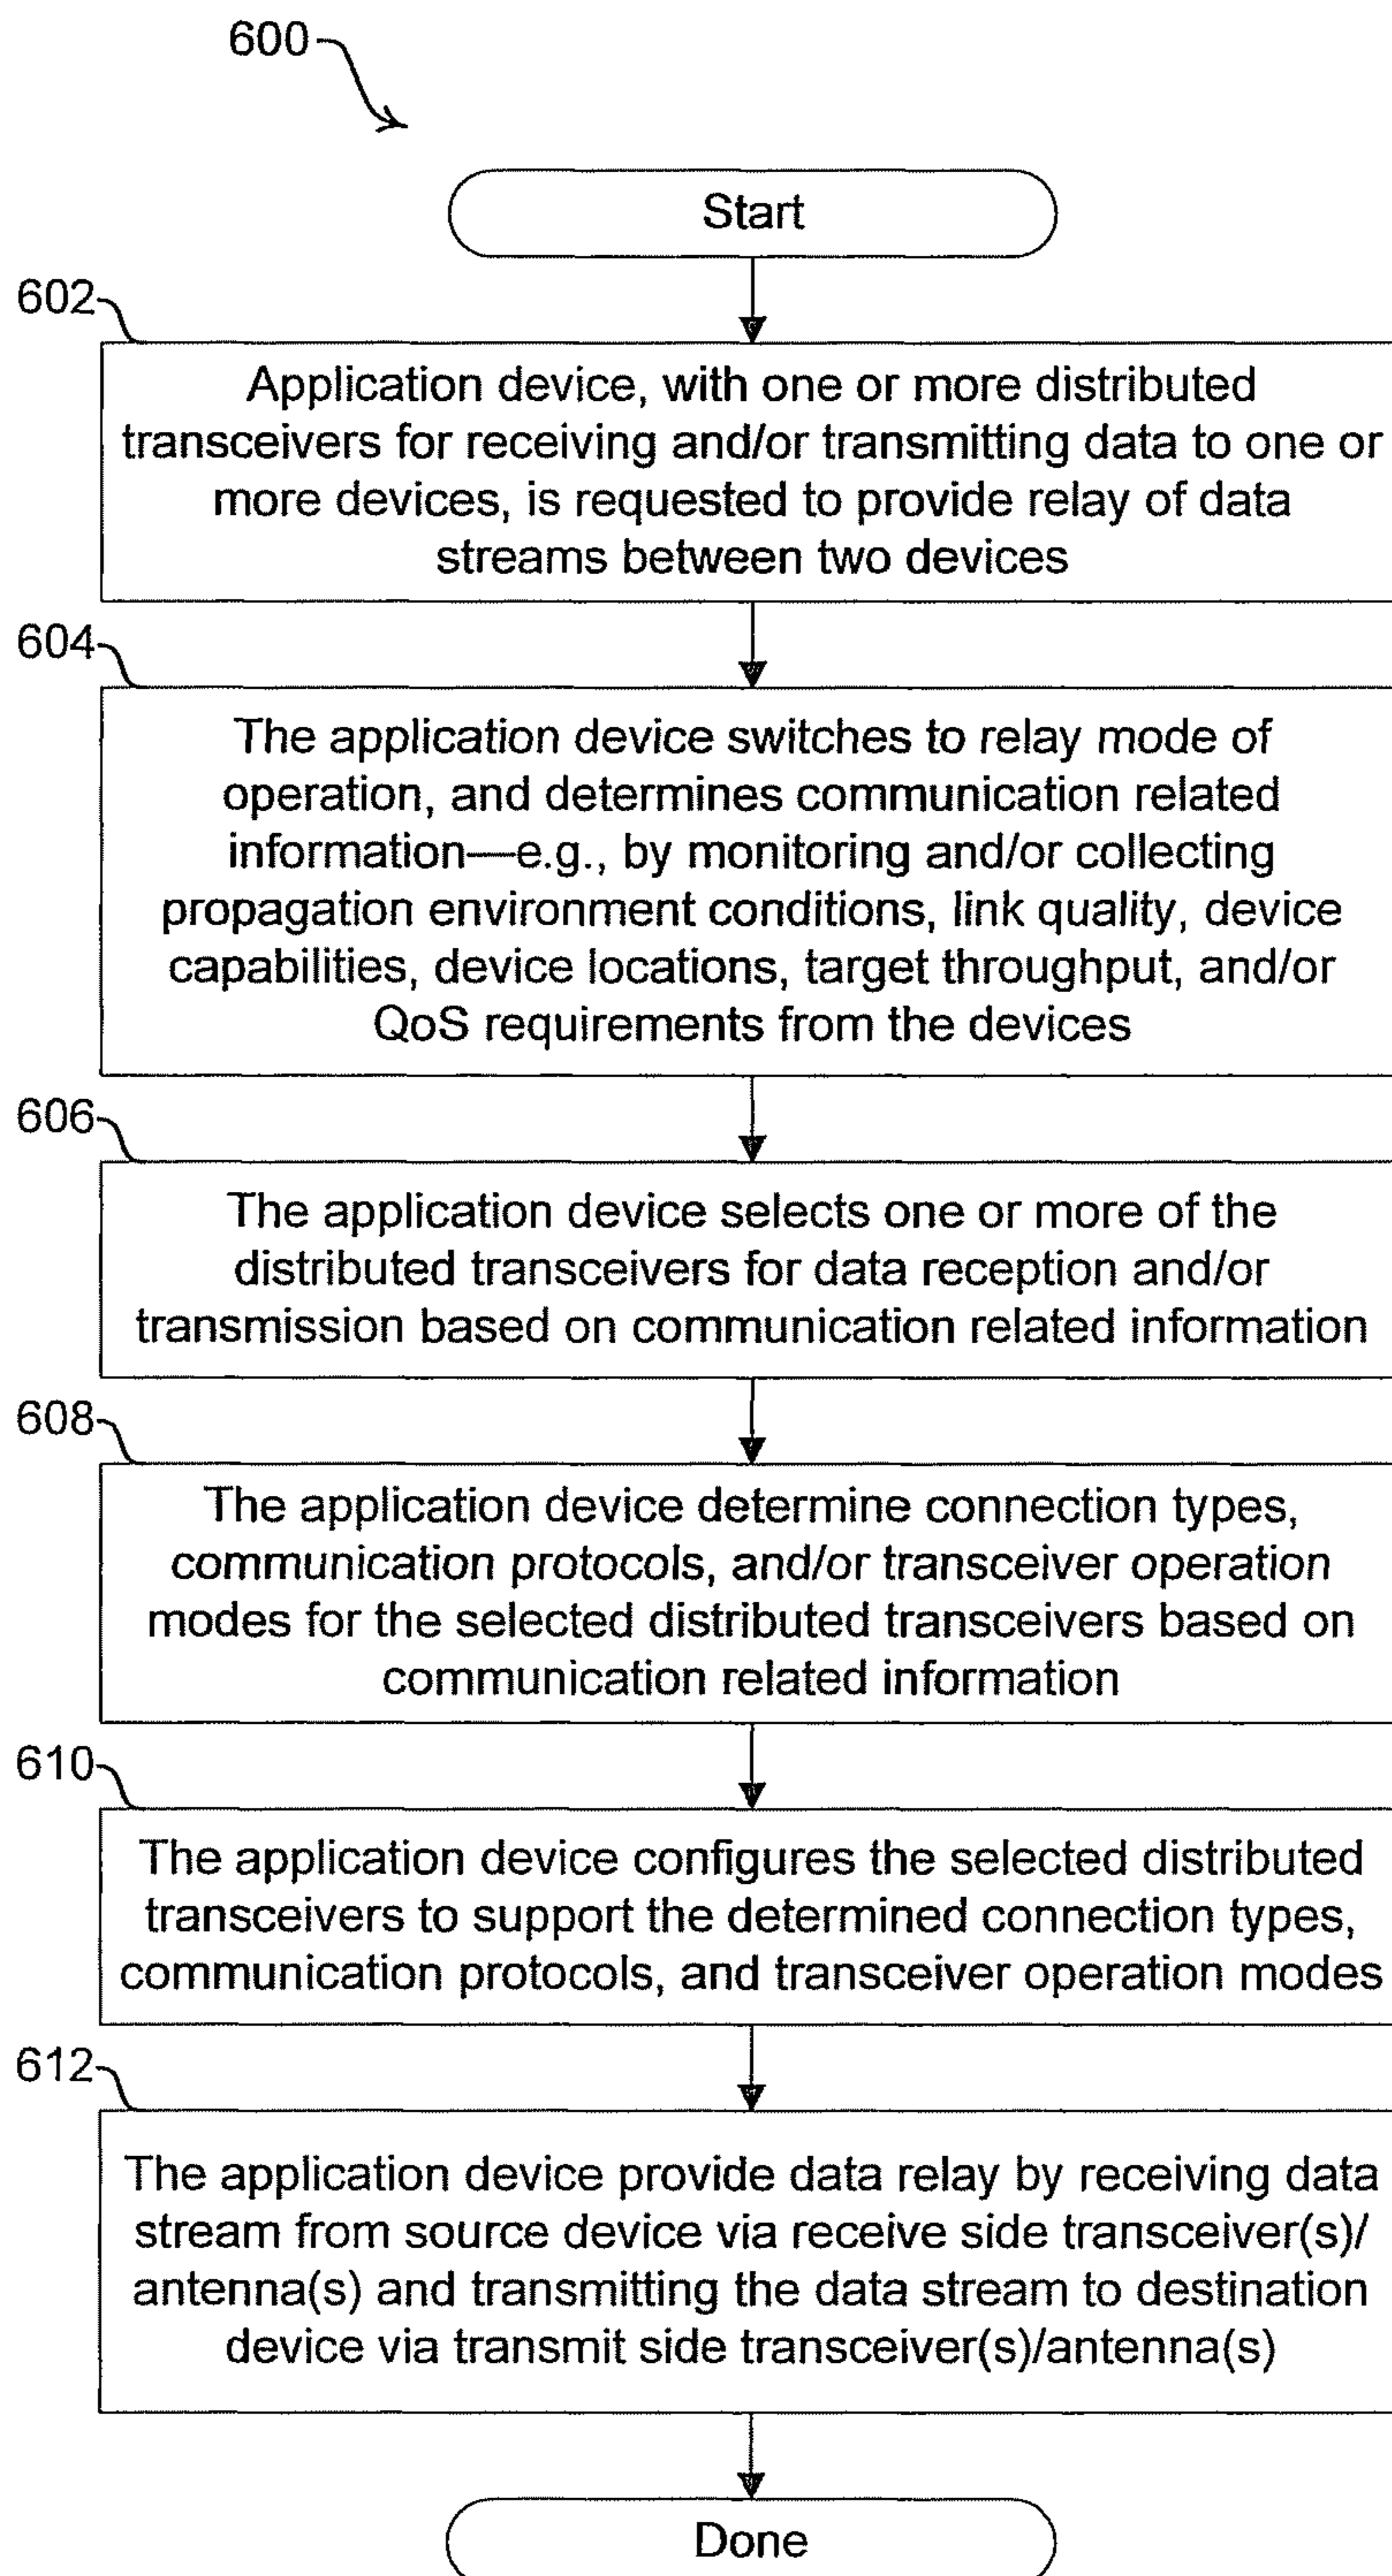 600
Start
602
Application device, with one or more distributed
transceivers for receiving and/or transmitting data to one or
more devices, is requested to provide relay of data
streams between two devices
604
The application device switches to relay mode of
operation, and determines communication related
information—e.g., by monitoring and/or collecting
propagation environment conditions, link quality, device
capabilities, device locations, target throughput, and/or
QoS requirements from the devices
606
The application device selects one or more of the
distributed transceivers for data reception and/or
transmission based on communication related information
608
The application device determine connection types,
communication protocols, and/or transceiver operation
modes for the selected distributed transceivers based on
communication related information
610
The application device configures the selected distributed
transceivers to support the determined connection types,
communication protocols, and transceiver operation modes
612
The application device provide data relay by receiving data
stream from source device via receive side transceiver(s)/
antenna(s) and transmitting the data stream to destination
device via transmit side transceiver(s)/antenna(s)
Done